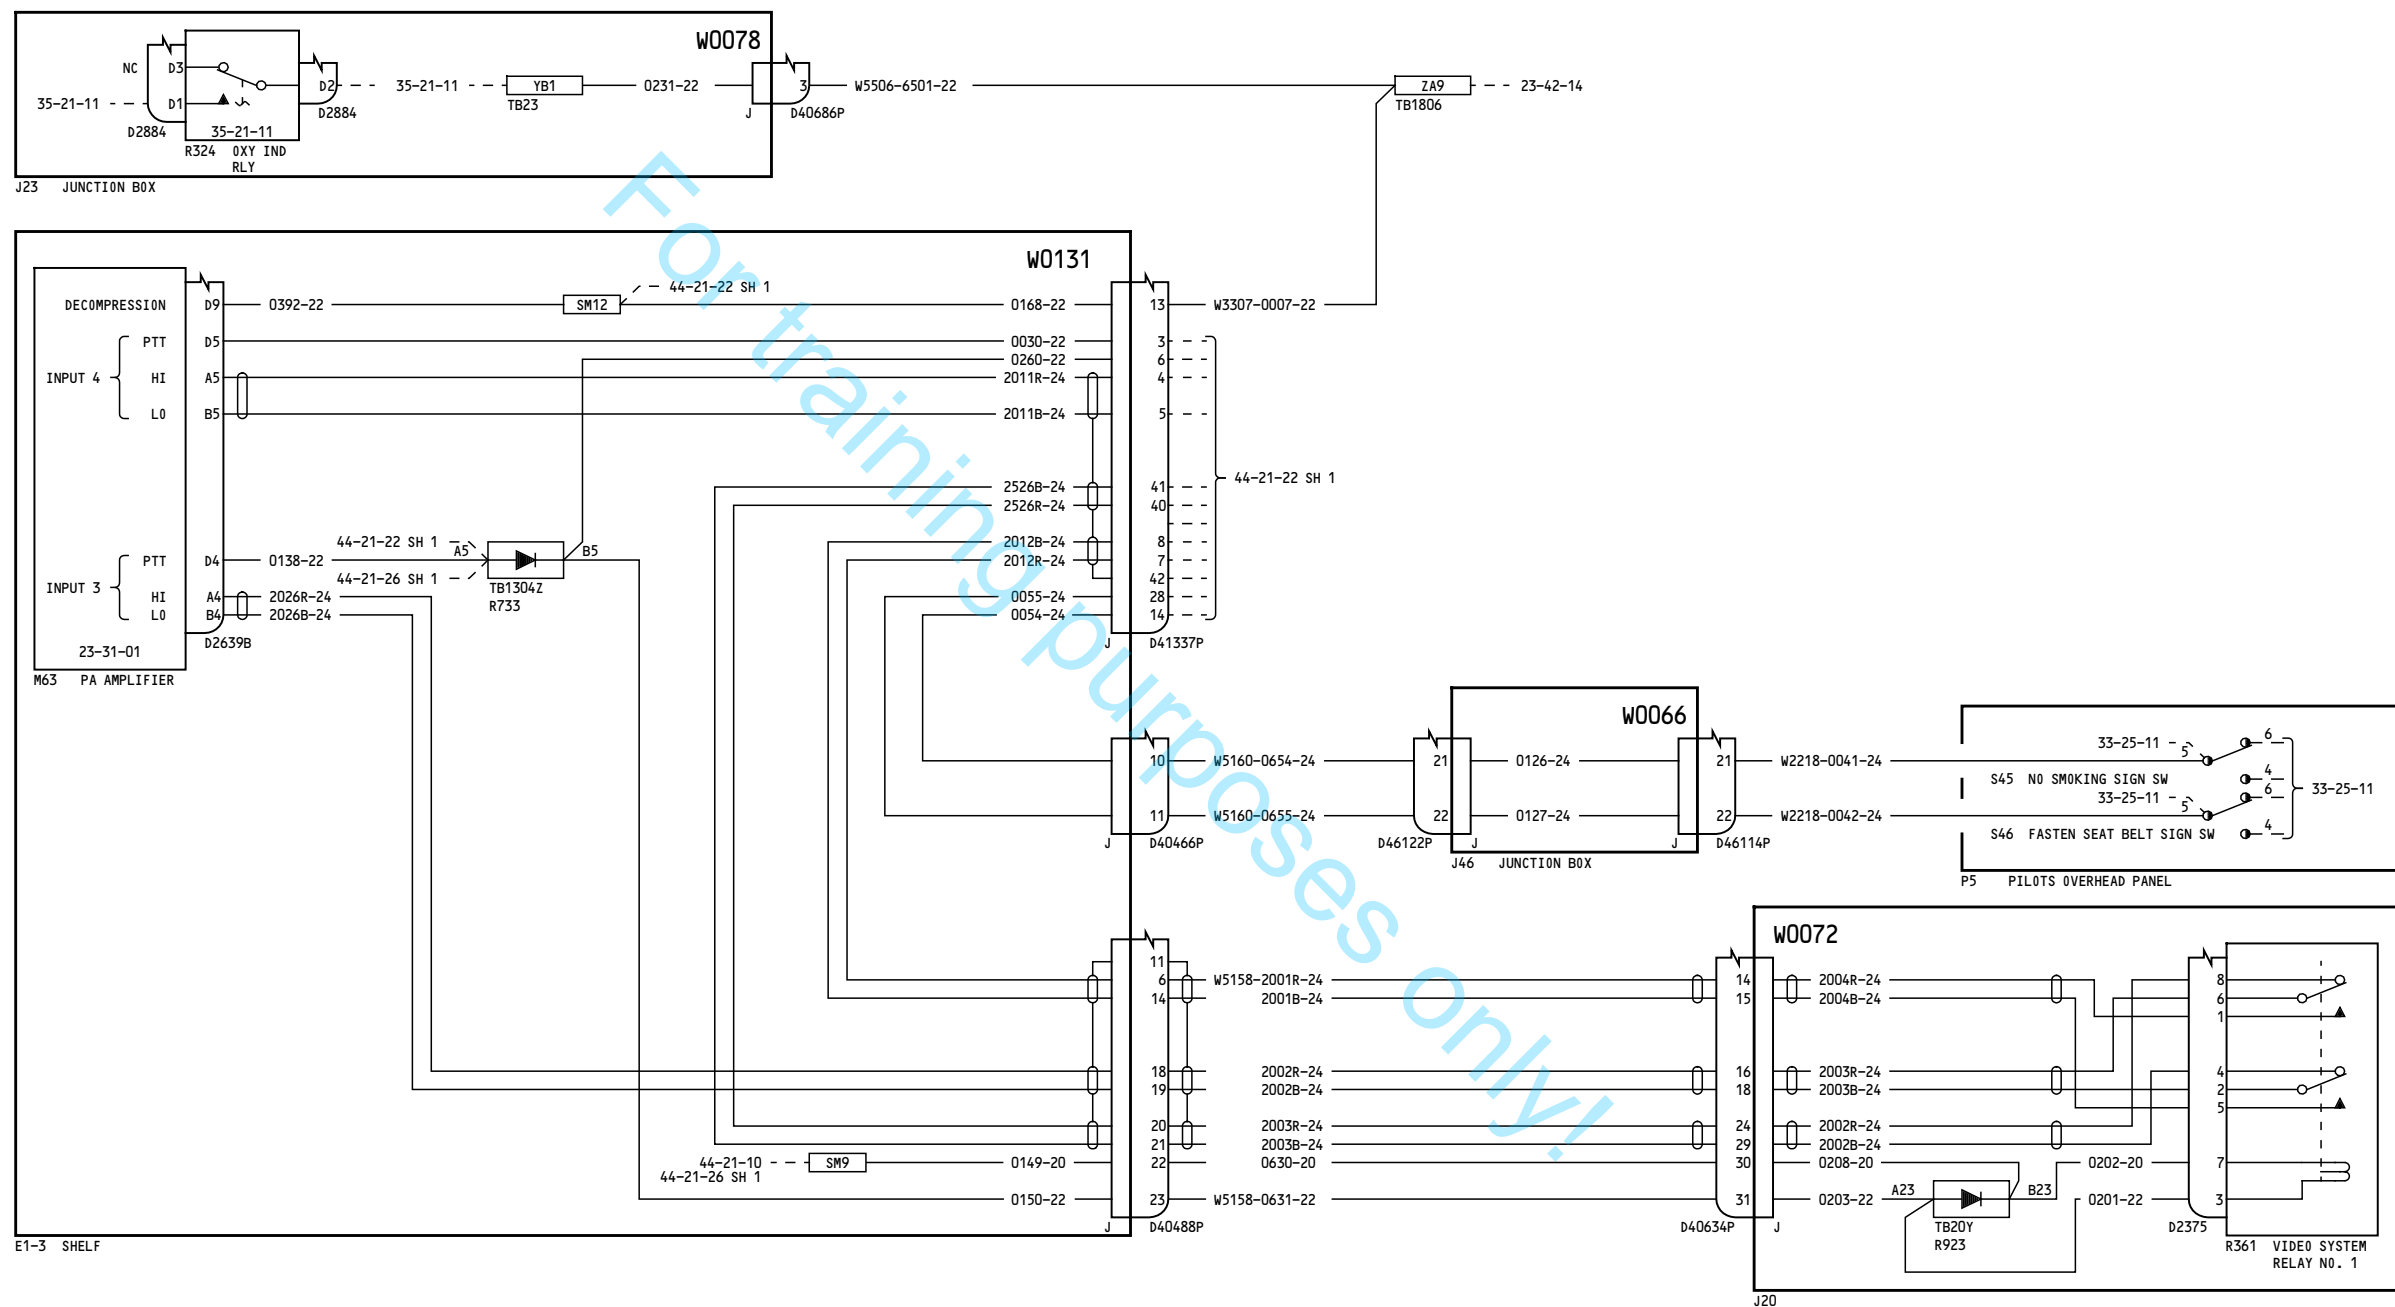 W0078
NC
D3
D2
35-21-11
YB1
0231-22
3
W5506-6501-22
ZA9
23-42-14
35-21-11
D1
TB23
J
D40686P
TB1806
D2884
D2884
35-21-11
R324 OXY IND
RLY
J23 JUNCTION BOX
W0131
44-21-22 SH 1
DECOMPRESSION
D9
0392-22
SM12
0168-22
13
W3307-0007-22
PTT
D5
0030-22
3
0260-22
6
INPUT 4
HI
A5
2011R-24
4
LO
B5
2011B-24
5
44-21-22 SH 1
2526B-24
41
2526R-24
40
44-21-22 SH 1
A5
B5
2012B-24
8
PTT
D4
0138-22
2012R-24
7
44-21-26 SH 1
42
INPUT 3
TB1304Z
HI
A4
2026R-24
0055-24
28
R733
LO
B4
2026B-24
0054-24
14
D2639B
J
D41337P
23-31-01
M63 PA AMPLIFIER
W0066
33-25-11
5
6
10
W5160-0654-24
21
0126-24
21
W2218-0041-24
S45 NO SMOKING SIGN SW
4
33-25-11
33-25-11
5
6
11
W5160-0655-24
22
0127-24
22
W2218-0042-24
S46 FASTEN SEAT BELT SIGN SW
4
J
D40466P
D46122P
J
J
D46114P
J46 JUNCTION BOX
P5 PILOTS OVERHEAD PANEL
W0072
11
6
W5158-2001R-24
14
2004R-24
8
14
2001B-24
15
2004B-24
6
1
18
2002R-24
16
2003R-24
4
19
2002B-24
18
2003B-24
2
5
20
2003R-24
24
2002R-24
21
2003B-24
29
2002B-24
44-21-10
SM9
0149-20
22
0630-20
30
0208-20
0202-20
7
44-21-26 SH 1
0150-22
23
W5158-0631-22
31
0203-22
A23
B23
0201-22
3
J
D40488P
D40634P
J
TB20Y
D2375
R923
R361 VIDEO SYSTEM
RELAY NO. 1
E1-3 SHELF
J20
For training purposes only!